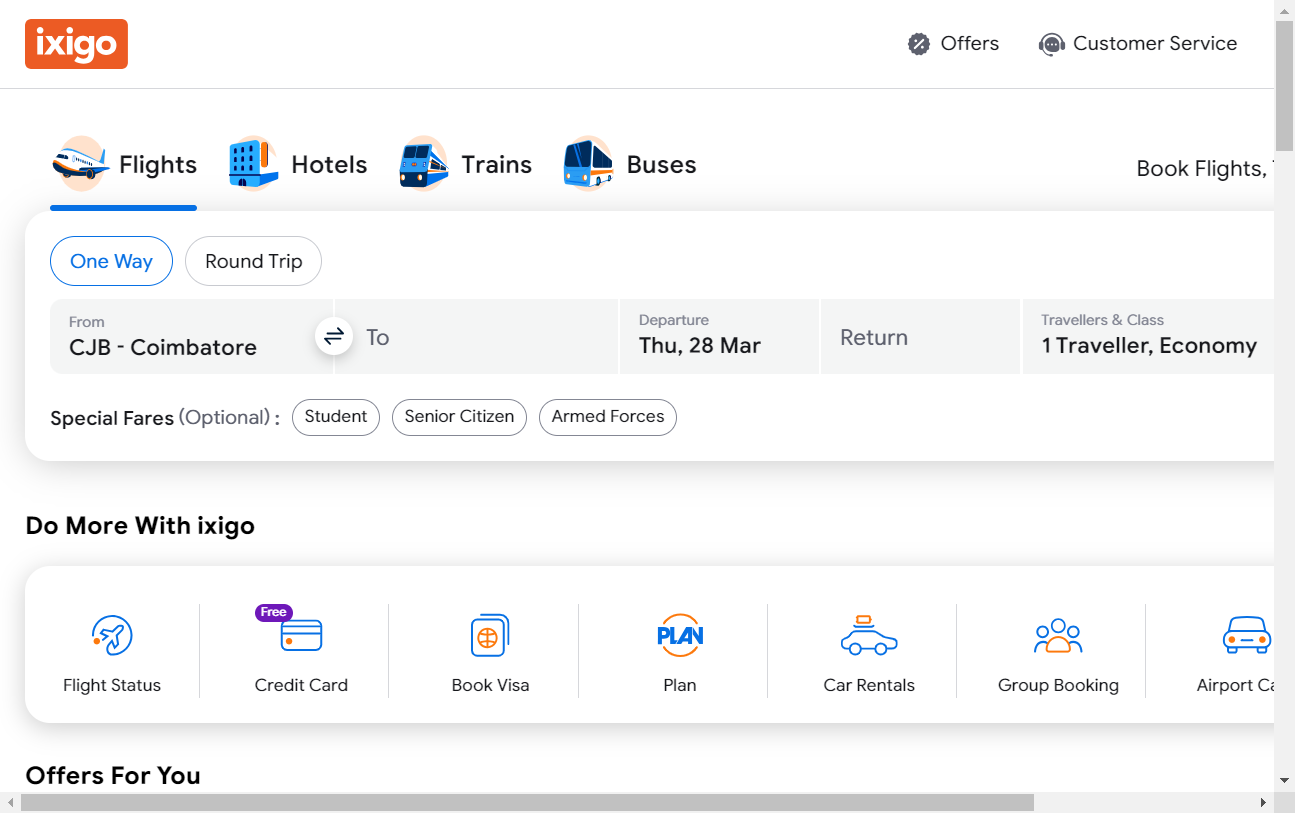 ixigo
Offers
Customer Service
Flights
Hotels
Trains
Buses
Book Flights,
One Way
Round Trip
From
CJB - Coimbatore
To
Departure
Thu, 28 Mar
Return
Travellers & Class
1 Traveller, Economy
Special Fares (Optional) :
Student
Senior Citizen
Armed Forces
Do More With ixigo
Free
PLAN
Flight Status
Credit Card
Book Visa
Plan
Car Rentals
Group Booking
Airport
Offers For You